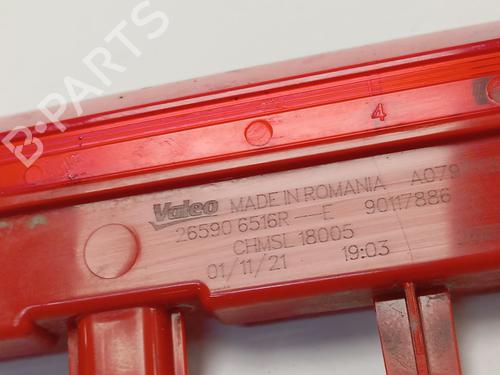 B-PARTS
4
Valeo MADE IN ROMANIA A079
26590 6516R--E 90117886
CHMSL 18005
01/11/21 19:03